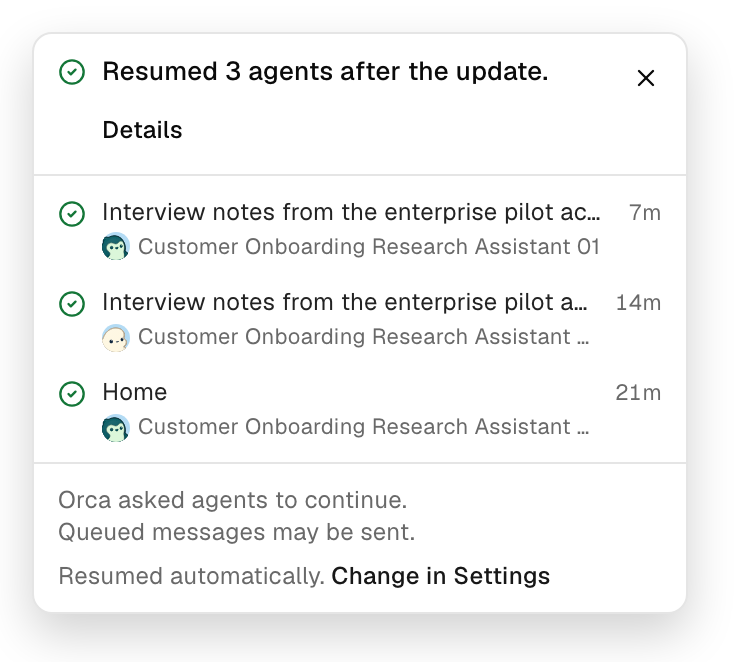 Resumed 3 agents after the update.
Details
Interview notes from the enterprise pilot ac... 7m
Customer Onboarding Research Assistant 01
Interview notes from the enterprise pilot a... 14m
Customer Onboarding Research Assistant ...
Home 21m
Customer Onboarding Research Assistant ...
Orca asked agents to continue.
Queued messages may be sent.
Resumed automatically. Change in Settings